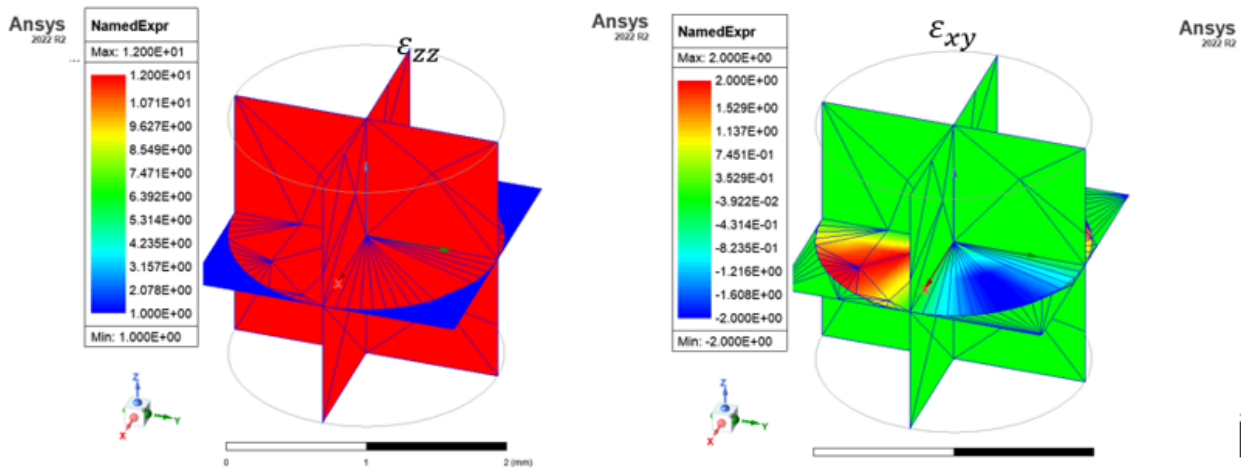 Ansys
2022 R2
NamedExpr
Max: 1.200E+01
1.200E+01
1.071E+01
9.627E+00
8.549E+00
7.471E+00
6.392E+00
5.314E+00
4.235E+00
3.157E+00
2.078E+00
1.000E+00
Min: 1.000E+00
εzz
X
Z
Y
X
0
1
2 (mm)
Ansys
2022 R2
NamedExpr
Max: 2.000E+00
2.000E+00
1.529E+00
1.137E+00
7.451E-01
3.529E-01
-3.922E-02
-4.314E-01
-8.235E-01
-1.216E+00
-1.608E+00
-2.000E+00
Min: -2.000E+00
εxy
Z
Y
X
Ansys
2022 R2